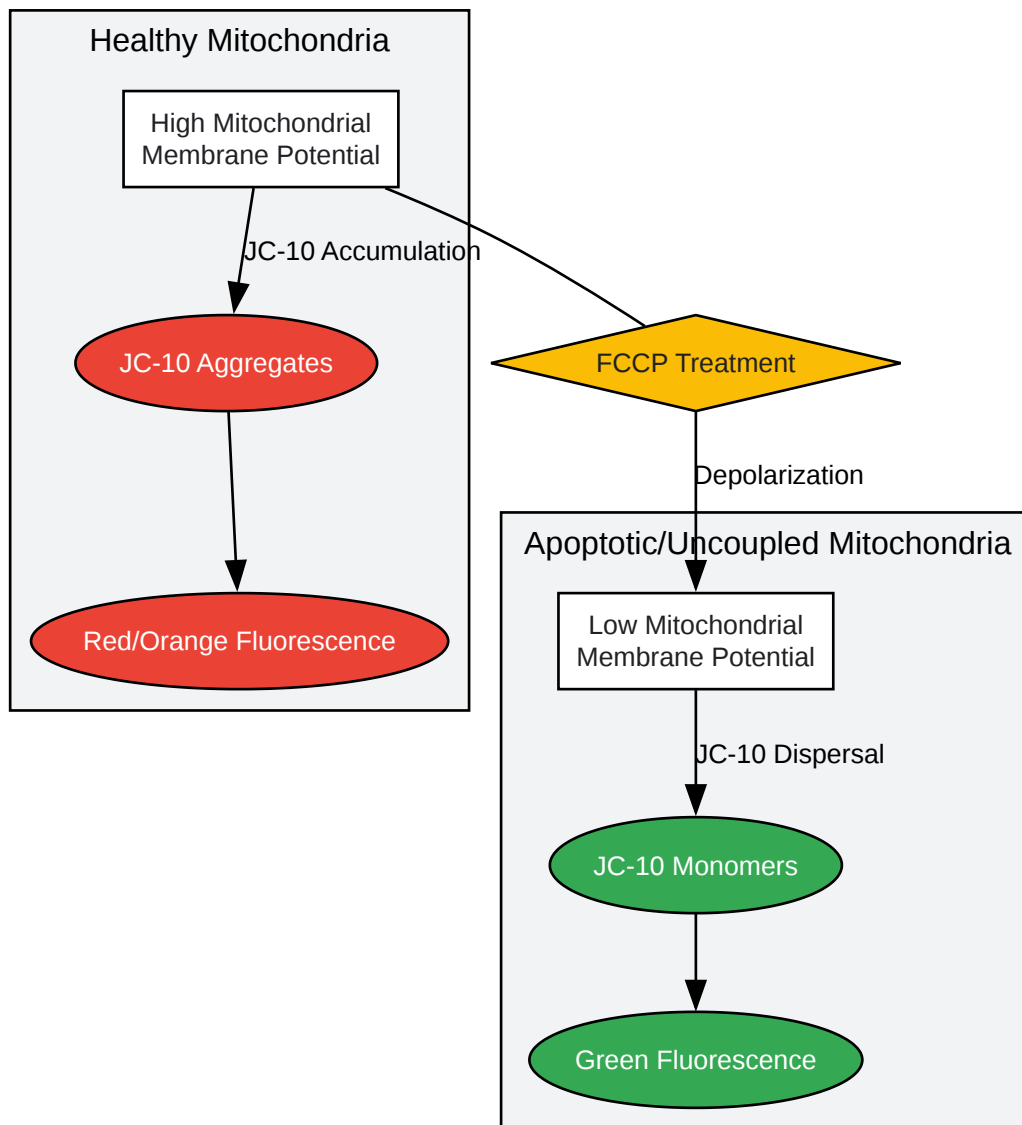 Healthy Mitochondria
High Mitochondrial
Membrane Potential
JC-10 Accumulation
JC-10 Aggregates
FCCP Treatment
Depolarization
Red/Orange Fluorescence
Apoptotic/Uncoupled Mitochondria
Low Mitochondrial
Membrane Potential
JC-10 Dispersal
JC-10 Monomers
Green Fluorescence